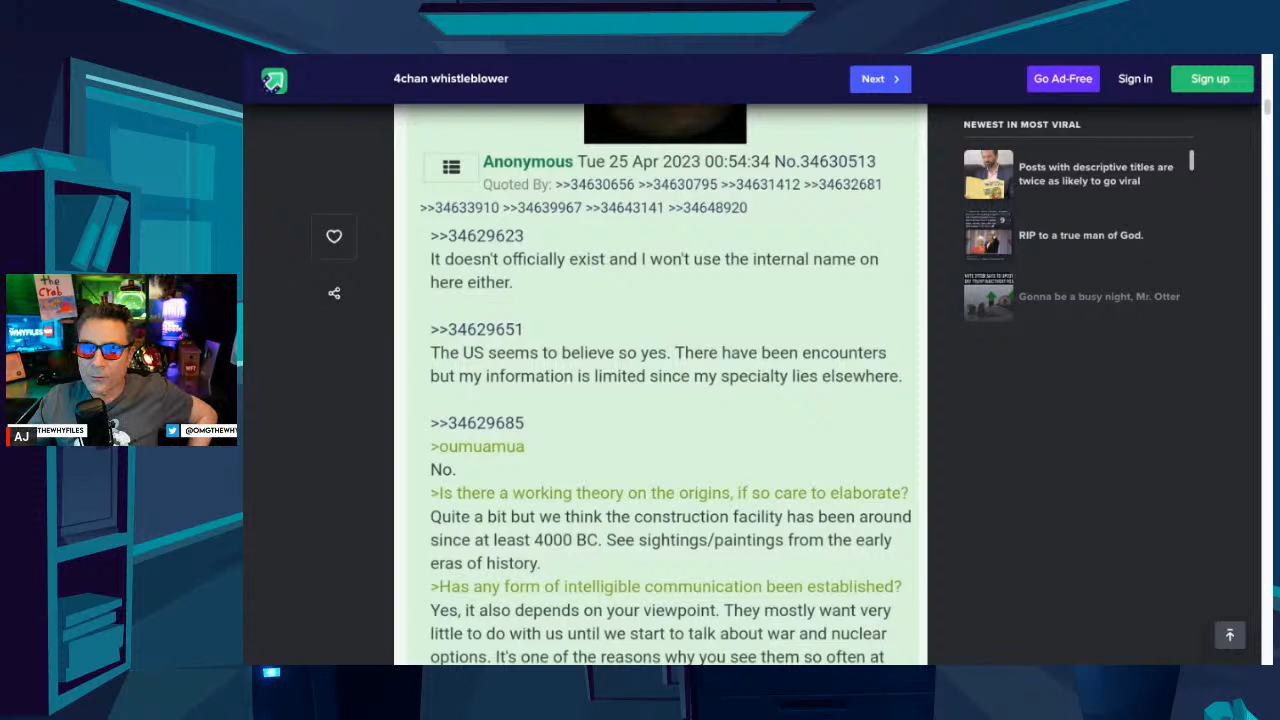 4chan whistleblower
Next
Go Ad-Free
Sign in
Sign up
Anonymous Tue 25 Apr 2023 00:54:34 No.34630513
Quoted By: >>34630656 >>34630795 >>34631412 >>34632681
>>34633910 >>34639967 >>34643141 >>34648920
>>34629623
It doesn't officially exist and I won't use the internal name on
here either.
>>34629651
The US seems to believe so yes. There have been encounters
but my information is limited since my specialty lies elsewhere.
>>34629685
>oumuamua
No.
>Is there a working theory on the origins, if so care to elaborate?
Quite a bit but we think the construction facility has been around
since at least 4000 BC. See sightings/paintings from the early
eras of history.
>Has any form of intelligible communication been established?
Yes, it also depends on your viewpoint. They mostly want very
little to do with us until we start to talk about war and nuclear
options. It's one of the reasons why you see them so often at
NEWEST IN MOST VIRAL
Posts with descriptive titles are
twice as likely to go viral
RIP to a true man of God.
Gonna be a busy night, Mr. Otter
the
Crab
WHYFILES
AJ
THEWHYFILES
@OMGTHEWHY